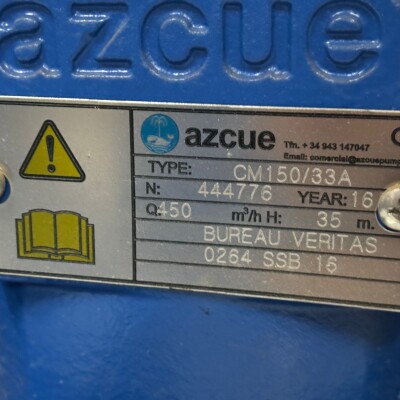 azcue
azcue
Tfn. + 34 943 147047
Email: comercial@azcuepump
TYPE: CM150/33A
N: 444776 YEAR: 16
Q: 450 m³/h H: 35 m.
BUREAU VERITAS
0264 SSB 16